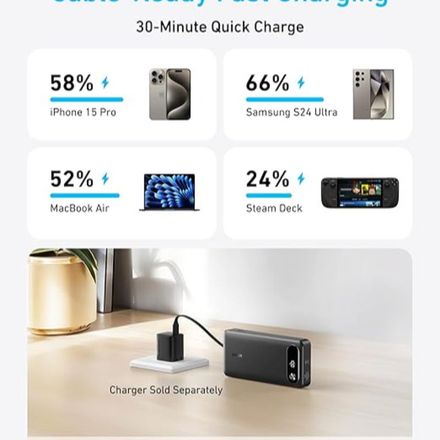 30-Minute Quick Charge
58%
iPhone 15 Pro
66%
Samsung S24 Ultra
52%
MacBook Air
24%
Steam Deck
Charger Sold Separately